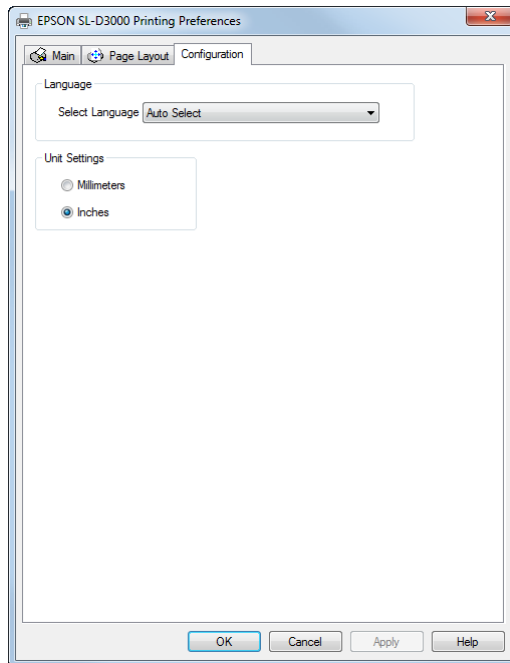 EPSON SL-D3000 Printing Preferences
Main Page Layout Configuration
Language
Select Language Auto Select
Unit Settings
Millimeters
Inches
OK Cancel Apply Help